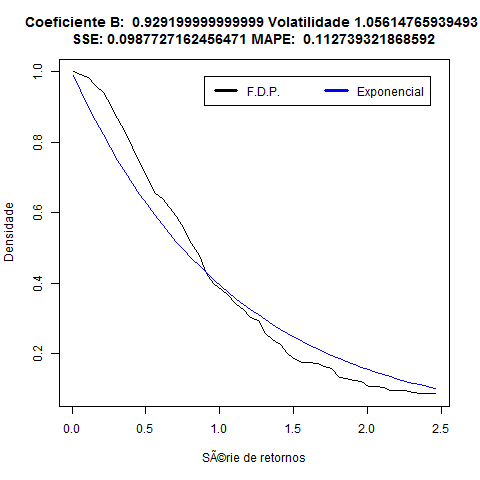 Coeficiente B:  0.929199999999999 Volatilidade 1.05614765939493
SSE: 0.0987727162456471 MAPE:  0.112739321868592
F.D.P. Exponencial
Densidade
1.0
0.8
0.6
0.4
0.2
0.0 0.5 1.0 1.5 2.0 2.5
SÃ©rie de retornos